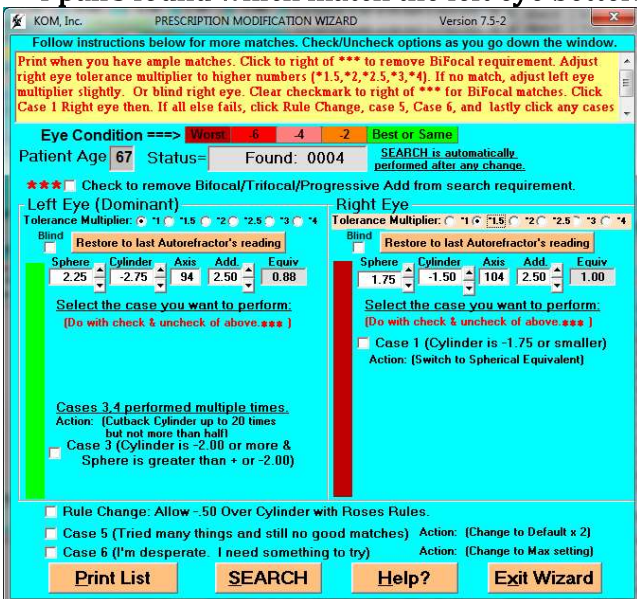 KOM, Inc. PRESCRIPTION MODIFICATION WIZARD Version 7.5-2
Follow instructions below for more matches. Check/Uncheck options as you go down the window.
Print when you have ample matches. Click to right of *** to remove BiFocal requirement. Adjust
right eye tolerance multiplier to higher numbers (*1.5,*2,*2.5,*3,*4). If no match, adjust left eye
multiplier slightly. Or blind right eye. Clear checkmark to right of *** for BiFocal matches. Click
Case 1 Right eye then. If all else fails, click Rule Change, case 5, Case 6, and lastly click any cases
Eye Condition ===> Worst -6 -4 -2 Best or Same
Patient Age 67 Status= Found: 0004 SEARCH is automatically
performed after any change.
*** Check to remove Bifocal/Trifocal/Progressive Add from search requirement.
Left Eye (Dominant)
Tolerance Multiplier: *1 *1.5 *2 *2.5 *3 *4
Blind Restore to last Autorefractor's reading
Sphere Cylinder Axis Add. Equiv
2.25 -2.75 94 2.50 0.88
Select the case you want to perform:
(Do with check & uncheck of above.*** )
Cases 3,4 performed multiple times.
Action: (Cutback Cylinder up to 20 times
but not more than half)
Case 3 (Cylinder is -2.00 or more &
Sphere is greater than + or -2.00)
Right Eye
Tolerance Multiplier: *1 *1.5 *2 *2.5 *3 *4
Blind Restore to last Autorefractor's reading
Sphere Cylinder Axis Add. Equiv
1.75 -1.50 104 2.50 1.00
Select the case you want to perform:
(Do with check & uncheck of above.*** )
Case 1 (Cylinder is -1.75 or smaller)
Action: (Switch to Spherical Equivalent)
Rule Change: Allow -.50 Over Cylinder with Roses Rules.
Case 5 (Tried many things and still no good matches) Action: (Change to Default x 2)
Case 6 (I'm desperate. I need something to try) Action: (Change to Max setting)
Print List SEARCH Help? Exit Wizard